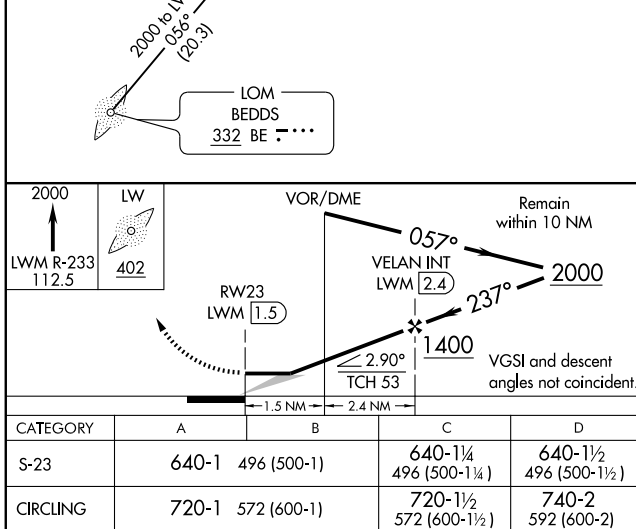 2000 to LW
056°
(20.3)
LOM
BEDDS
332 BE
2000
LWM R-233
112.5
LW
402
VOR/DME
Remain
within 10 NM
057°
2000
VELAN INT
LWM 2.4
237°
RW23
LWM 1.5
1400
2.90°
TCH 53
VGSI and descent
angles not coincident.
1.5 NM 2.4 NM
CATEGORY A B C D
S-23 640-1 496 (500-1) 640-1¼ 496 (500-1¼) 640-1½ 496 (500-1½)
CIRCLING 720-1 572 (600-1) 720-1½ 572 (600-1½) 740-2 592 (600-2)